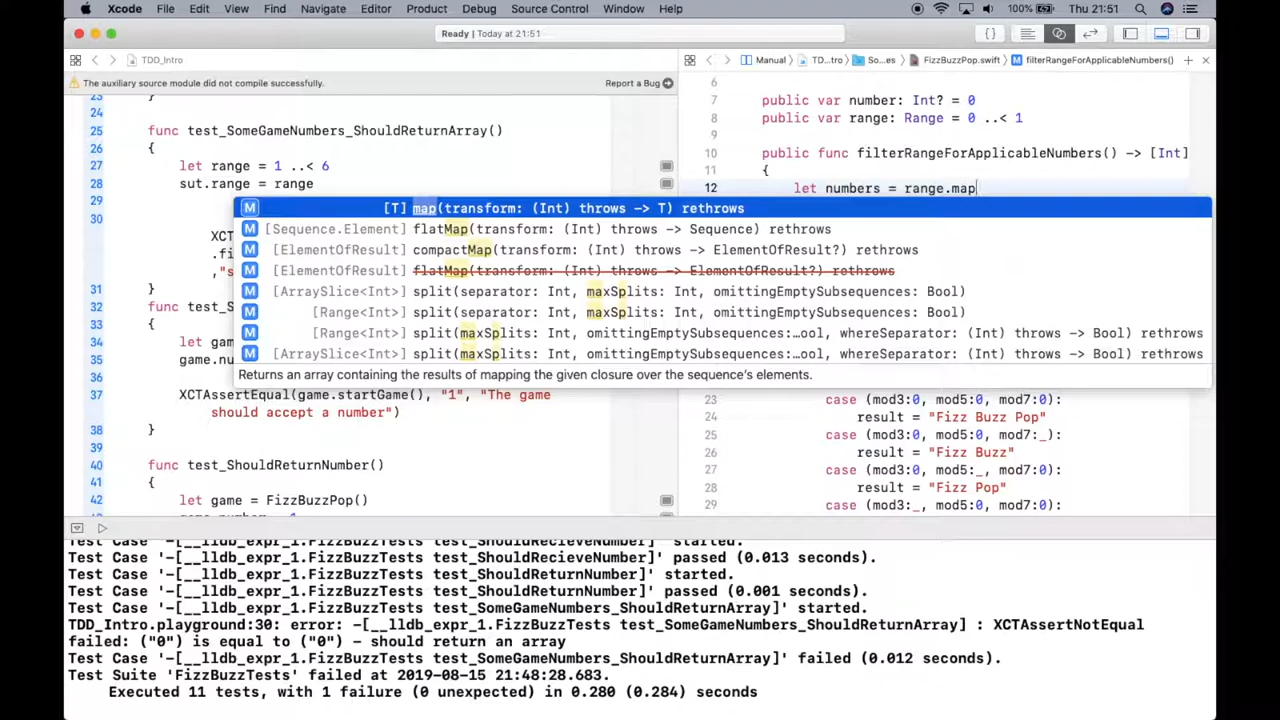 Xcode File Edit View Find Navigate Editor Product Debug Source Control Window Help 100% Thu 21:51
Ready | Today at 21:51
TDD_Intro
Manual TD...tro So...es FizzBuzzPop.swift M filterRangeForApplicableNumbers()
The auxiliary source module did not compile successfully. Report a Bug
23 }
24
25 func test_SomeGameNumbers_ShouldReturnArray()
26 {
27 let range = 1 ..< 6
28 sut.range = range
29
30 XCT
.fi
,"s
31 }
32 func test_S
33 {
34 let gam
35 game.nu
36
37 XCTAssertEqual(game.startGame(), "1", "The game
should accept a number")
38 }
39
40 func test_ShouldReturnNumber()
41 {
42 let game = FizzBuzzPop()
6
7 public var number: Int? = 0
8 public var range: Range = 0 ..< 1
9
10 public func filterRangeForApplicableNumbers() -> [Int]
11 {
12 let numbers = range.map
M [T] map(transform: (Int) throws -> T) rethrows
M [Sequence.Element] flatMap(transform: (Int) throws -> Sequence) rethrows
M [ElementOfResult] compactMap(transform: (Int) throws -> ElementOfResult?) rethrows
M [ElementOfResult] flatMap(transform: (Int) throws -> ElementOfResult?) rethrows
M [ArraySlice<Int>] split(separator: Int, maxSplits: Int, omittingEmptySubsequences: Bool)
M [Range<Int>] split(separator: Int, maxSplits: Int, omittingEmptySubsequences: Bool)
M [Range<Int>] split(maxSplits: Int, omittingEmptySubsequences:...ool, whereSeparator: (Int) throws -> Bool) rethrows
M [ArraySlice<Int>] split(maxSplits: Int, omittingEmptySubsequences:...ool, whereSeparator: (Int) throws -> Bool) rethrows
Returns an array containing the results of mapping the given closure over the sequence's elements.
23 case (mod3:0, mod5:0, mod7:0):
24 result = "Fizz Buzz Pop"
25 case (mod3:0, mod5:0, mod7:_):
26 result = "Fizz Buzz"
27 case (mod3:0, mod5:_, mod7:0):
28 result = "Fizz Pop"
29 case (mod3:_, mod5:0, mod7:0):
Test Case '-[__lldb_expr_1.FizzBuzzTests test_ShouldRecieveNumber]' started.
Test Case '-[__lldb_expr_1.FizzBuzzTests test_ShouldRecieveNumber]' passed (0.013 seconds).
Test Case '-[__lldb_expr_1.FizzBuzzTests test_ShouldReturnNumber]' started.
Test Case '-[__lldb_expr_1.FizzBuzzTests test_ShouldReturnNumber]' passed (0.001 seconds).
Test Case '-[__lldb_expr_1.FizzBuzzTests test_SomeGameNumbers_ShouldReturnArray]' started.
TDD_Intro.playground:30: error: -[__lldb_expr_1.FizzBuzzTests test_SomeGameNumbers_ShouldReturnArray] : XCTAssertNotEqual
failed: ("0") is equal to ("0") - should return an array
Test Case '-[__lldb_expr_1.FizzBuzzTests test_SomeGameNumbers_ShouldReturnArray]' failed (0.012 seconds).
Test Suite 'FizzBuzzTests' failed at 2019-08-15 21:48:28.683.
Executed 11 tests, with 1 failure (0 unexpected) in 0.280 (0.284) seconds